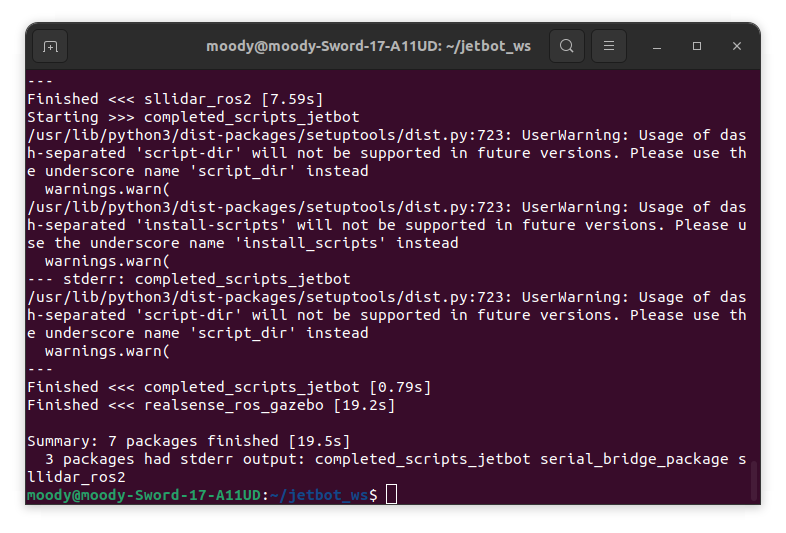 moody@moody-Sword-17-A11UD: ~/jetbot_ws
---
Finished <<< sllidar_ros2 [7.59s]
Starting >>> completed_scripts_jetbot
/usr/lib/python3/dist-packages/setuptools/dist.py:723: UserWarning: Usage of das
h-separated 'script-dir' will not be supported in future versions. Please use th
e underscore name 'script_dir' instead
  warnings.warn(
/usr/lib/python3/dist-packages/setuptools/dist.py:723: UserWarning: Usage of das
h-separated 'install-scripts' will not be supported in future versions. Please u
se the underscore name 'install_scripts' instead
  warnings.warn(
--- stderr: completed_scripts_jetbot
/usr/lib/python3/dist-packages/setuptools/dist.py:723: UserWarning: Usage of das
h-separated 'script-dir' will not be supported in future versions. Please use th
e underscore name 'script_dir' instead
  warnings.warn(
---
Finished <<< completed_scripts_jetbot [0.79s]
Finished <<< realsense_ros_gazebo [19.2s]

Summary: 7 packages finished [19.5s]
  3 packages had stderr output: completed_scripts_jetbot serial_bridge_package s
llidar_ros2
moody@moody-Sword-17-A11UD:~/jetbot_ws$